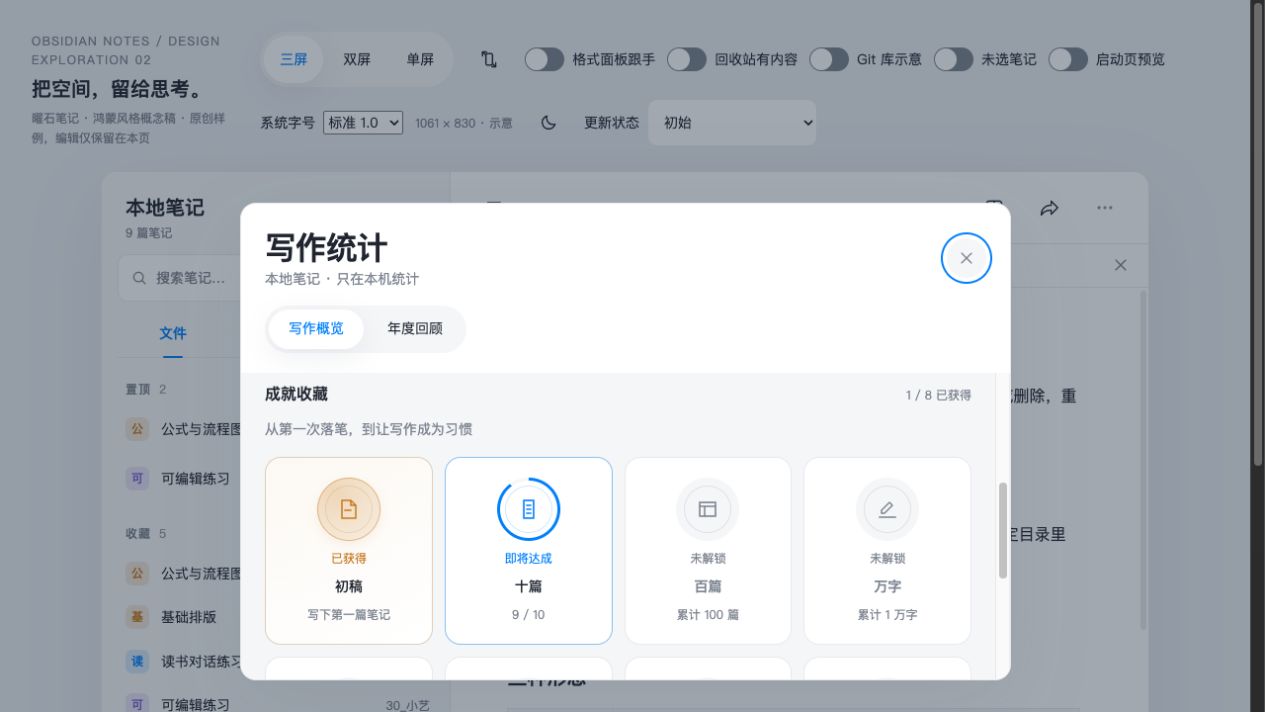 OBSIDIAN NOTES / DESIGN
EXPLORATION 02
把空间，留给思考。
曜石笔记 · 鸿蒙风格概念稿 · 原创样
例，编辑仅保留在本页
三屏 双屏 单屏 格式面板跟手 回收站有内容 Git 库示意 未选笔记 启动页预览
系统字号 标准 1.0 1061 × 830 · 示意 更新状态 初始
本地笔记
9 篇笔记
搜索笔记...
文件
置顶 2
公 公式与流程图
可 可编辑练习
收藏 5
公 公式与流程图
基 基础排版
读 读书对话练习
可 可编辑练习 30_小艺
写作统计
本地笔记 · 只在本机统计
写作概览 年度回顾
成就收藏 1 / 8 已获得
从第一次落笔，到让写作成为习惯
已获得
初稿
写下第一篇笔记
即将达成
十篇
9 / 10
未解锁
百篇
累计 100 篇
未解锁
万字
累计 1 万字
删除，重
目录里